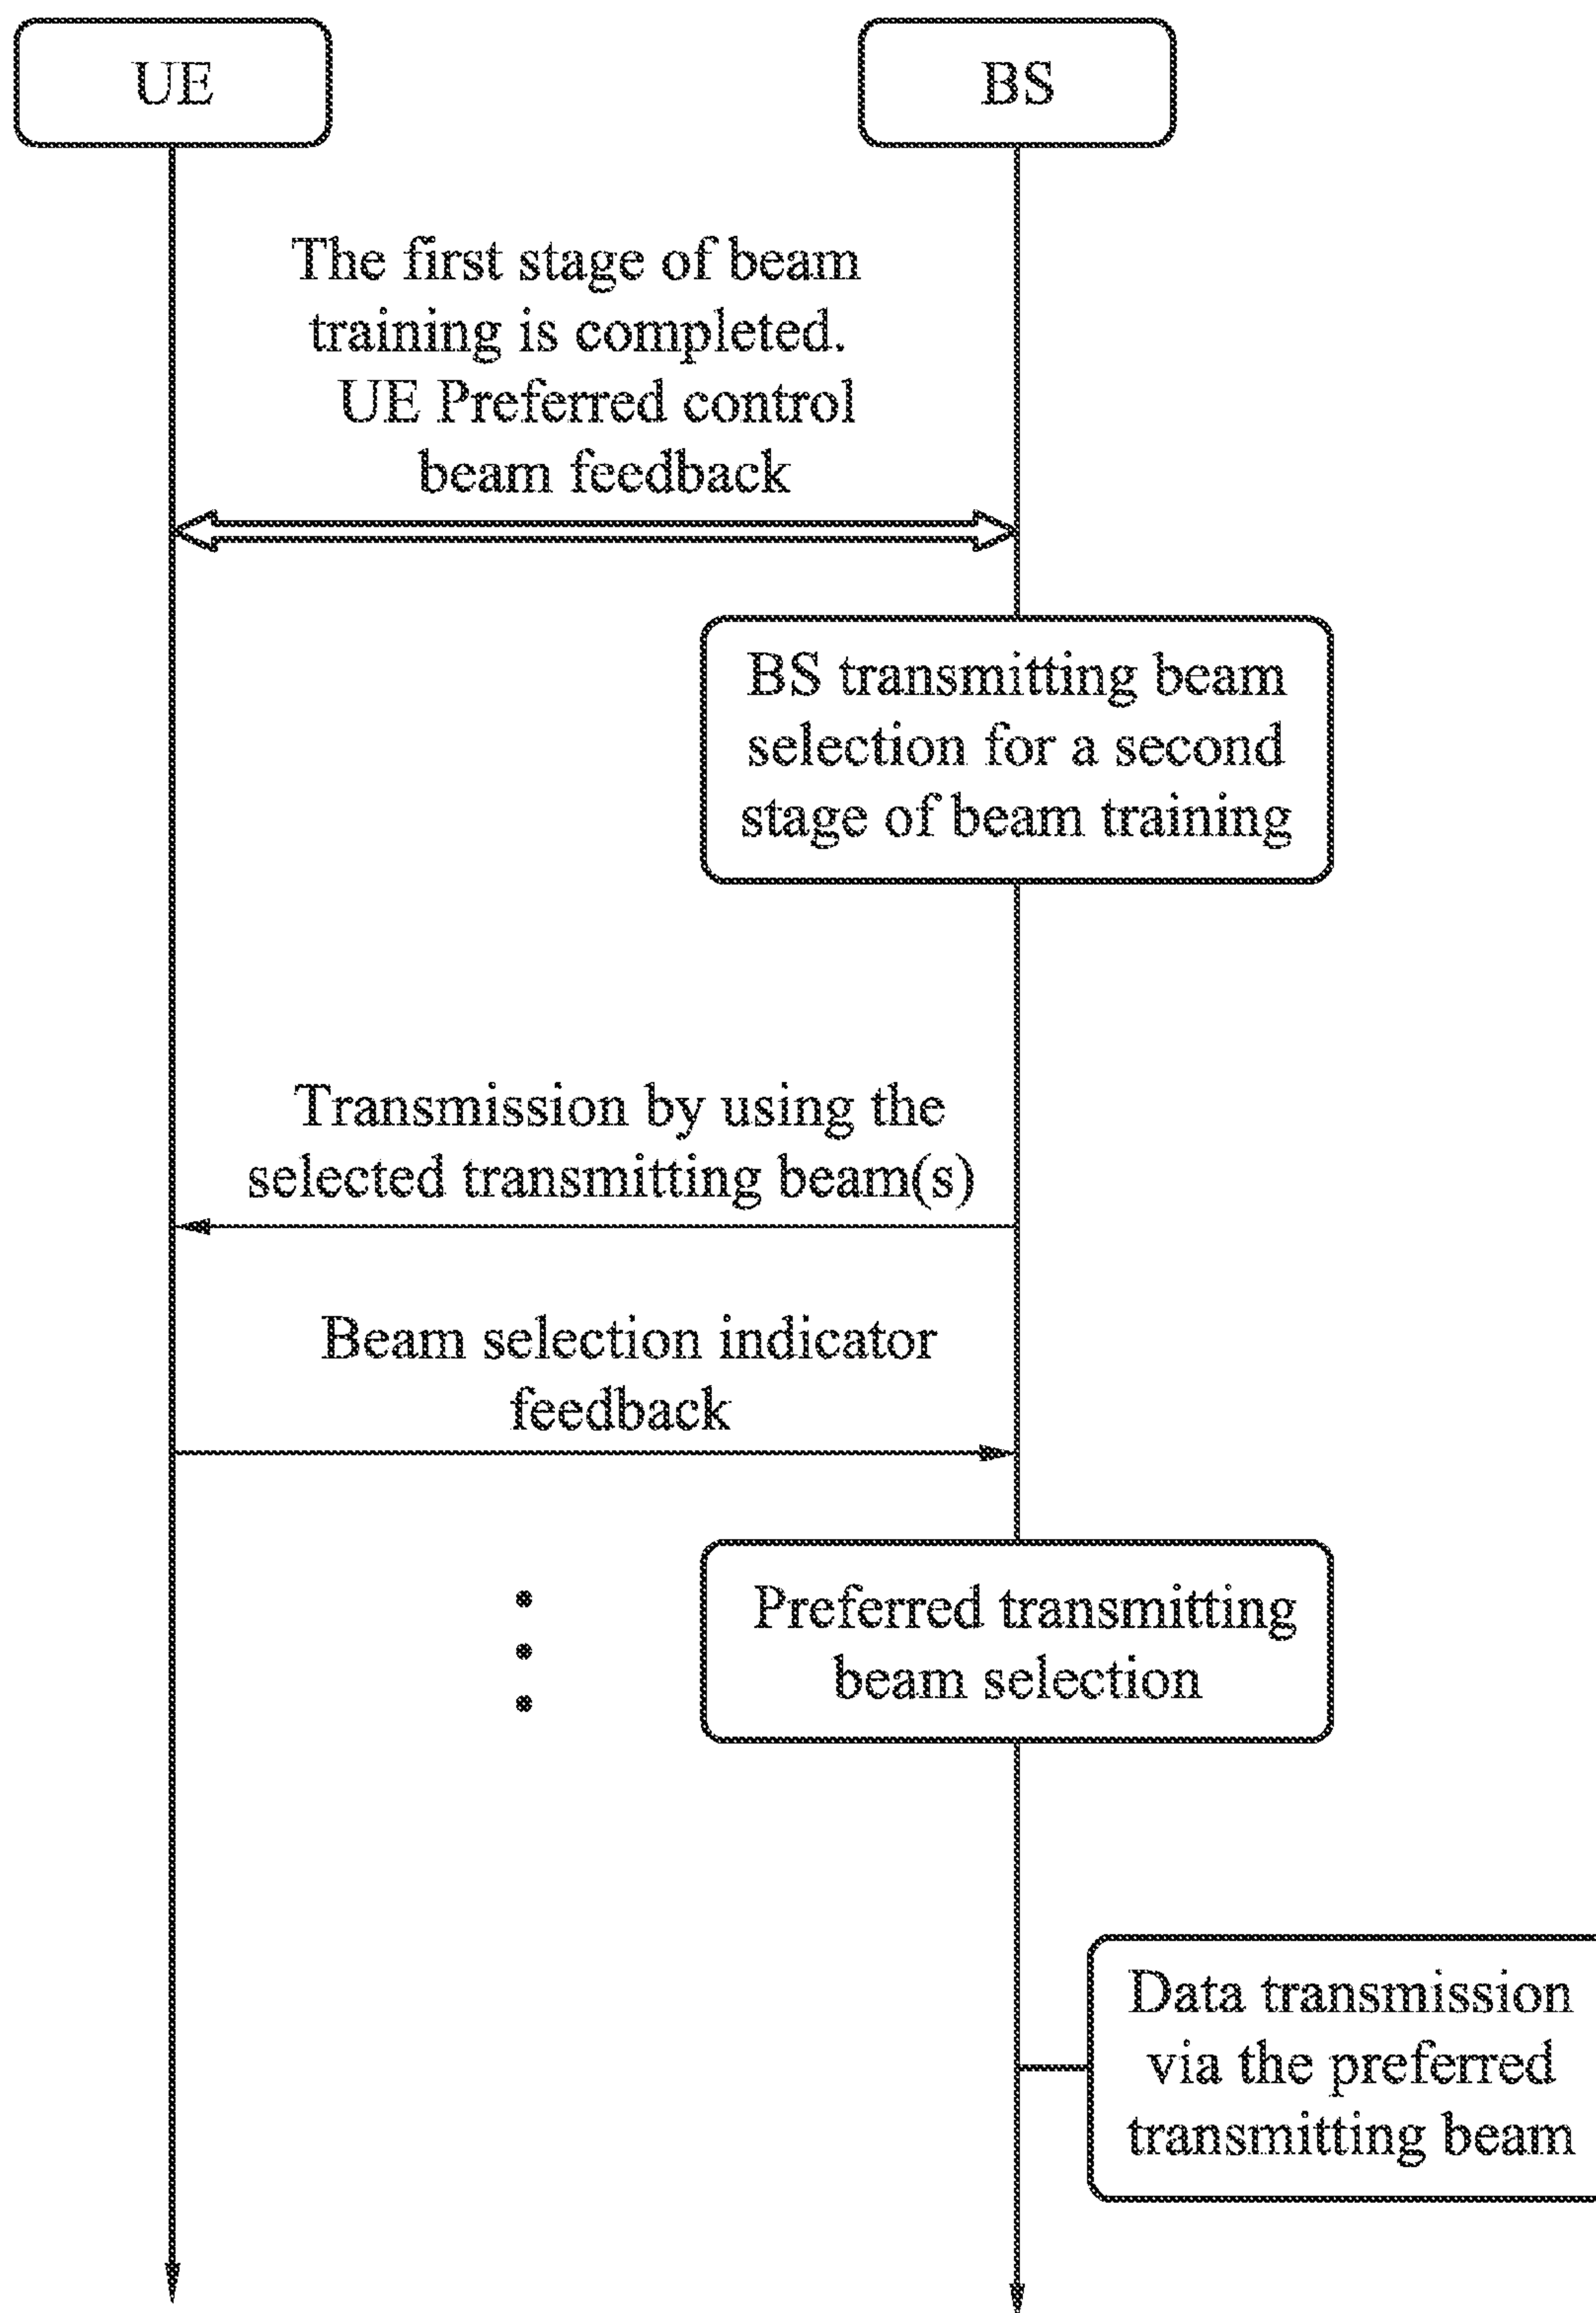 UE
BS
The first stage of beam
training is completed.
UE Preferred control
beam feedback
BS transmitting beam
selection for a second
stage of beam training
Transmission by using the
selected transmitting beam(s)
Beam selection indicator
feedback
Preferred transmitting
beam selection
Data transmission
via the preferred
transmitting beam